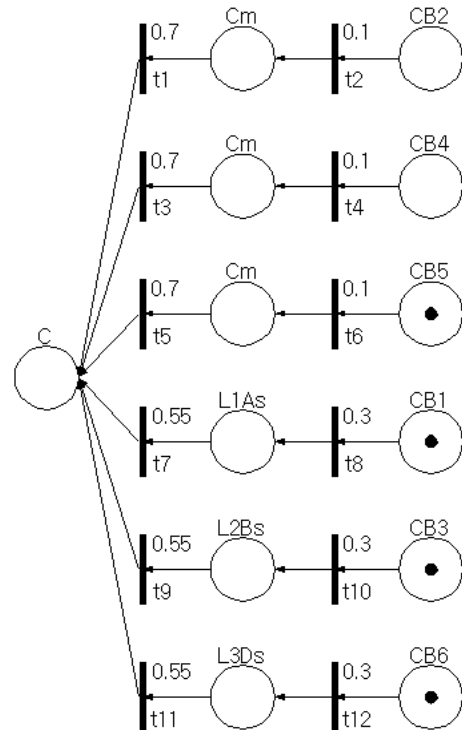 0.7 Cm 0.1 CB2
t1 t2
0.7 Cm 0.1 CB4
t3 t4
0.7 Cm 0.1 CB5
t5 t6
C
0.55 L1As 0.3 CB1
t7 t8
0.55 L2Bs 0.3 CB3
t9 t10
0.55 L3Ds 0.3 CB6
t11 t12